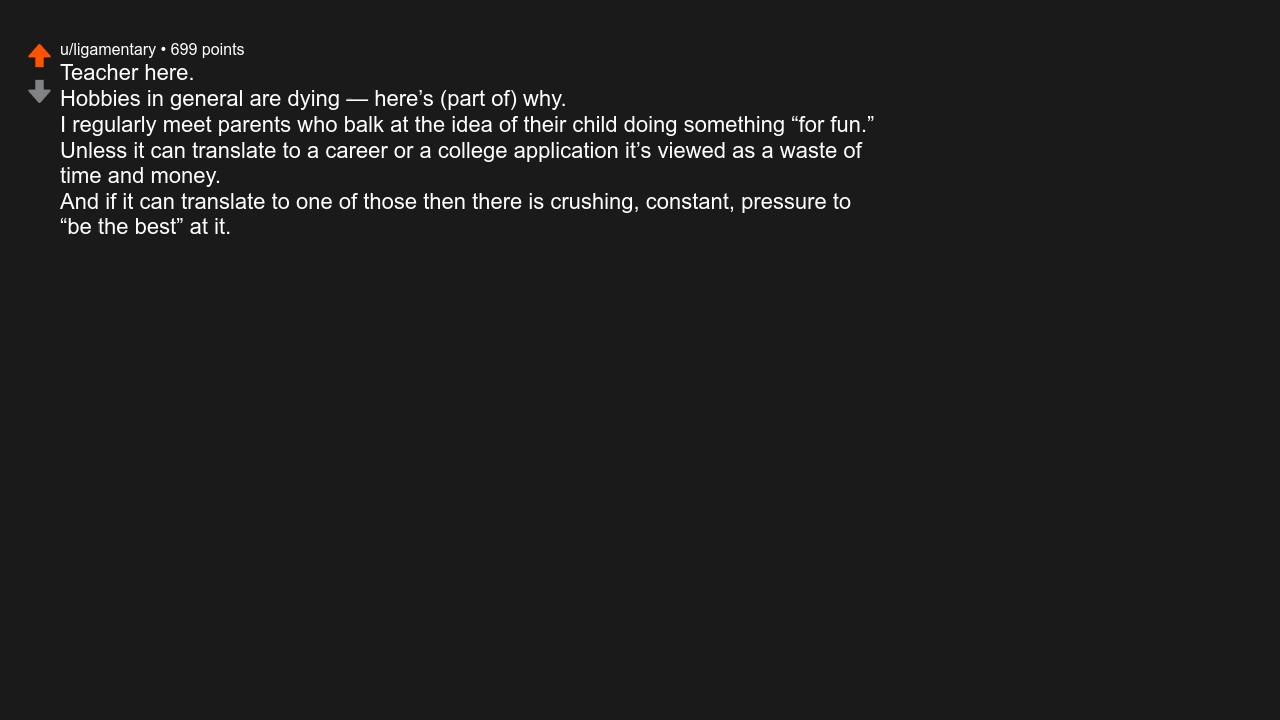 u/ligamentary • 699 points
Teacher here.
Hobbies in general are dying — here’s (part of) why.
I regularly meet parents who balk at the idea of their child doing something “for fun.”
Unless it can translate to a career or a college application it’s viewed as a waste of
time and money.
And if it can translate to one of those then there is crushing, constant, pressure to
“be the best” at it.